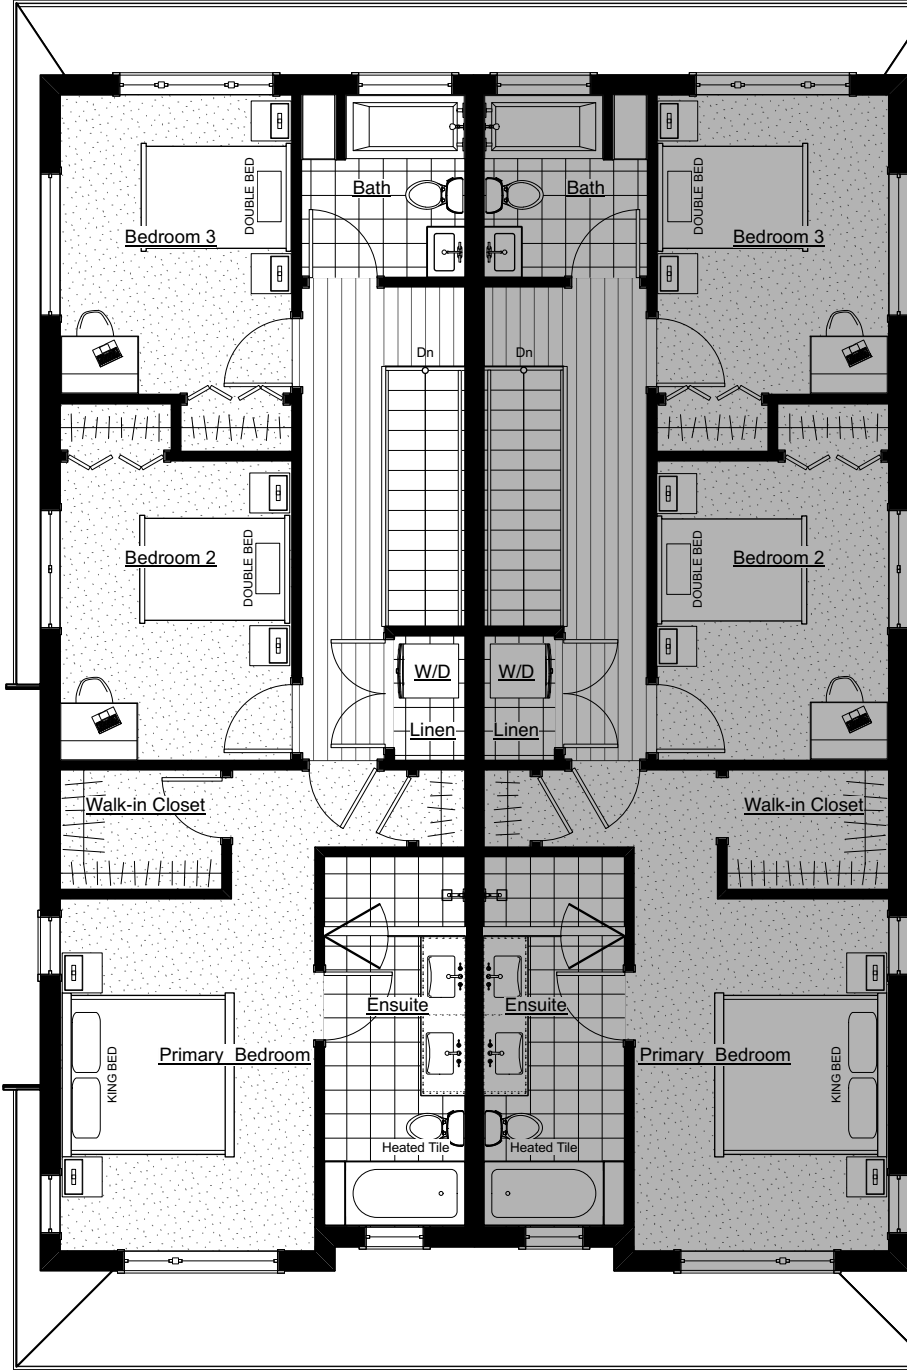 Bath
Bath
DOUBLE BED
DOUBLE BED
Bedroom 3
Bedroom 3
Dn
Dn
Bedroom 2
Bedroom 2
DOUBLE BED
DOUBLE BED
W/D
W/D
Linen
Linen
Walk-in Closet
Walk-in Closet
Ensuite
Ensuite
Primary Bedroom
Primary Bedroom
KING BED
KING BED
Heated Tile
Heated Tile